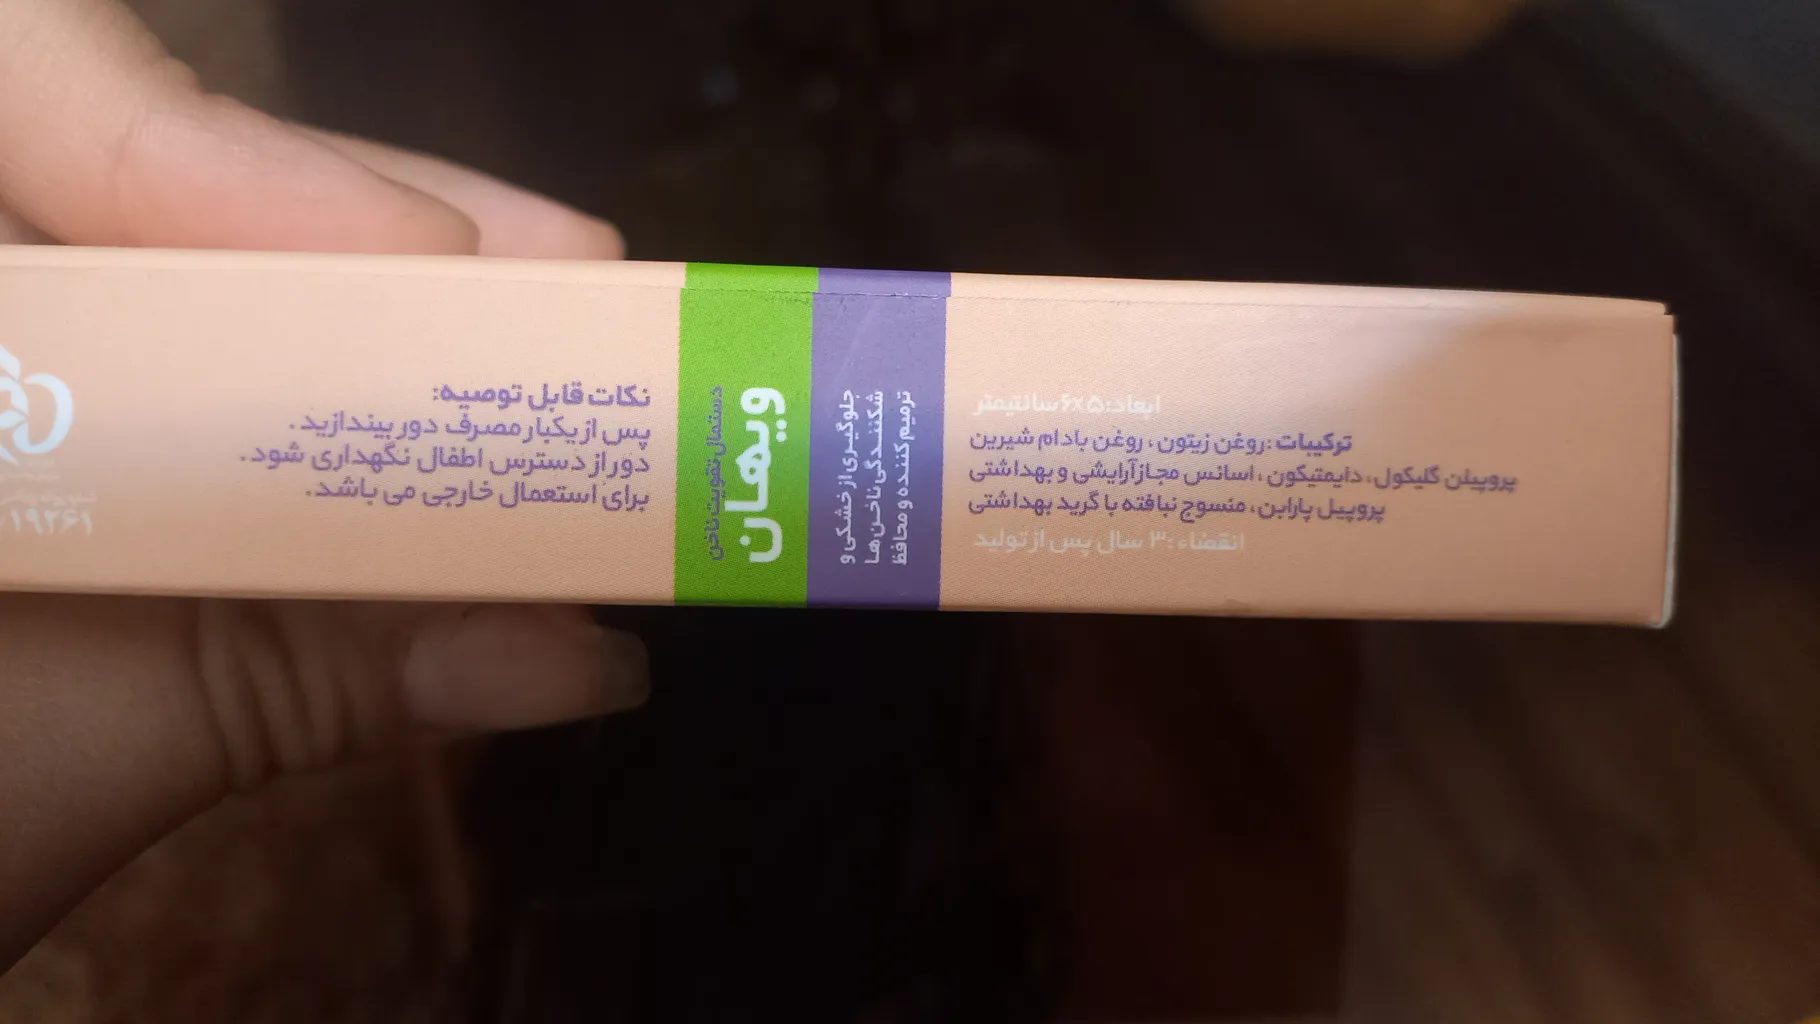 ابعاد: ۶x۵ سانتیمتر
ترکیبات: روغن زیتون، روغن بادام شیرین
پروپیلن گلیکول، دایمتیکون، اسانس مجاز آرایشی و بهداشتی
پروپیل پارابن، منسوج نبافته با گرید بهداشتی
انقضاء: ۳ سال پس از تولید
دستمال تقویت ناخن
ویهان
جلوگیری از خشکی و
شکنندگی ناخن ها
ترمیم کننده و محافظ
نکات قابل توصیه:
پس از یکبار مصرف دور بیندازید.
دور از دسترس اطفال نگهداری شود.
برای استعمال خارجی می باشد.